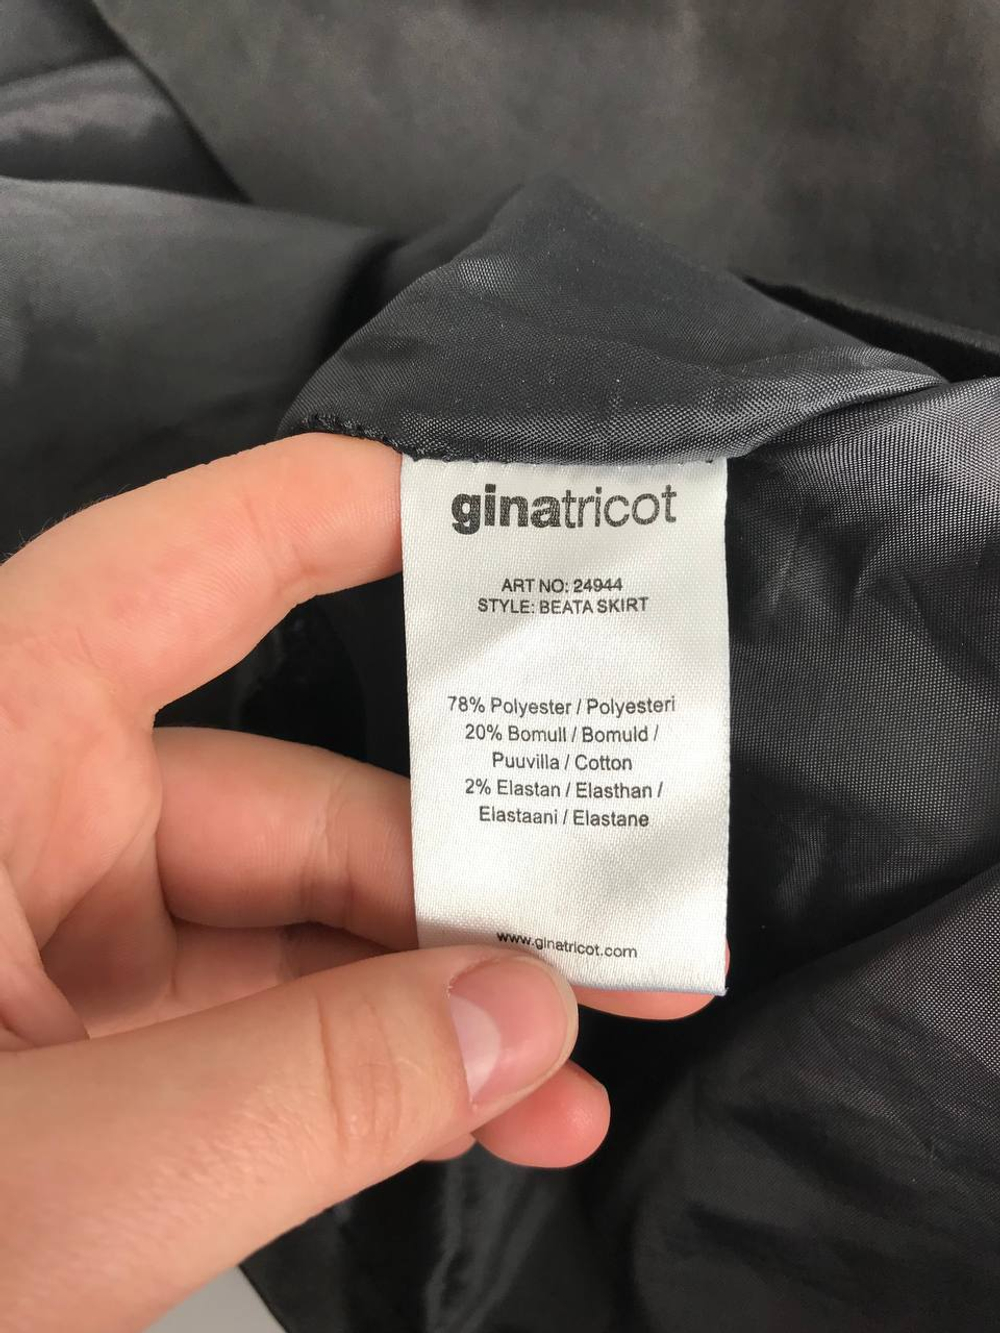 ginatricot
ART NO: 24944
STYLE: BEATA SKIRT
78% Polyester / Polyesteri
20% Bomull / Bomuld /
Puuvilla / Cotton
2% Elastan / Elasthan /
Elastaani / Elastane
www.ginatricot.com